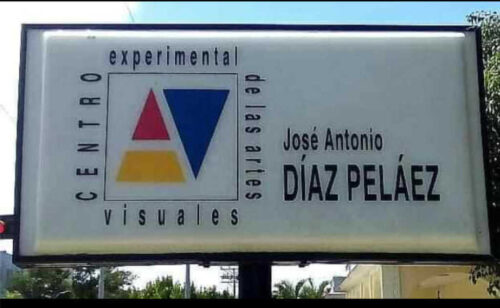 CENTRO
experimental
de las artes
visuales
José Antonio
DÍAZ PELÁEZ